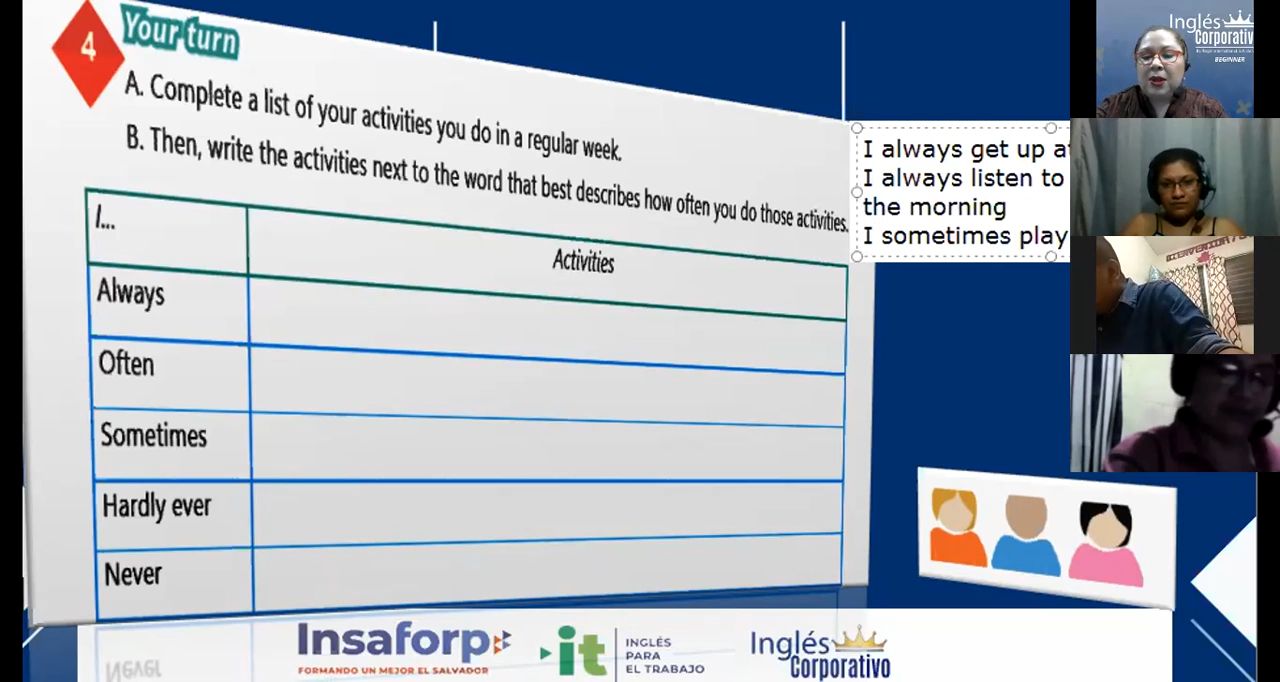 4
Your turn
A. Complete a list of your activities you do in a regular week.
B. Then, write the activities next to the word that best describes how often you do those activities.
I...
Activities
Always
Often
Sometimes
Hardly ever
Never
I always get up at
I always listen to
the morning
I sometimes play
Inglés
Corporativ
BEGINNER
Insaforp
FORMANDO UN MEJOR EL SALVADOR
it
INGLÉS
PARA
EL TRABAJO
Inglés
Corporativo
Never